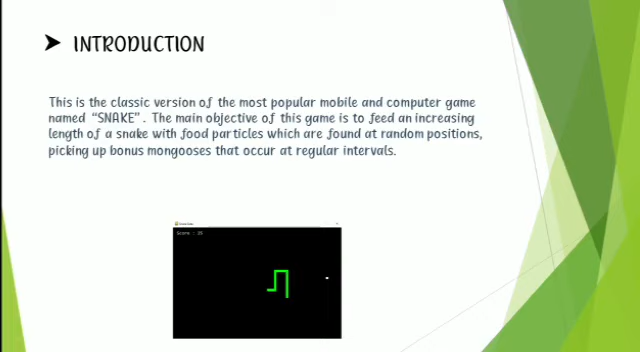 INTRODUCTION
This is the classic version of the most popular mobile and computer game
named "SNAKE". The main objective of this game is to feed an increasing
length of a snake with food particles which are found at random positions,
picking up bonus mongooses that occur at regular intervals.
Score : 35